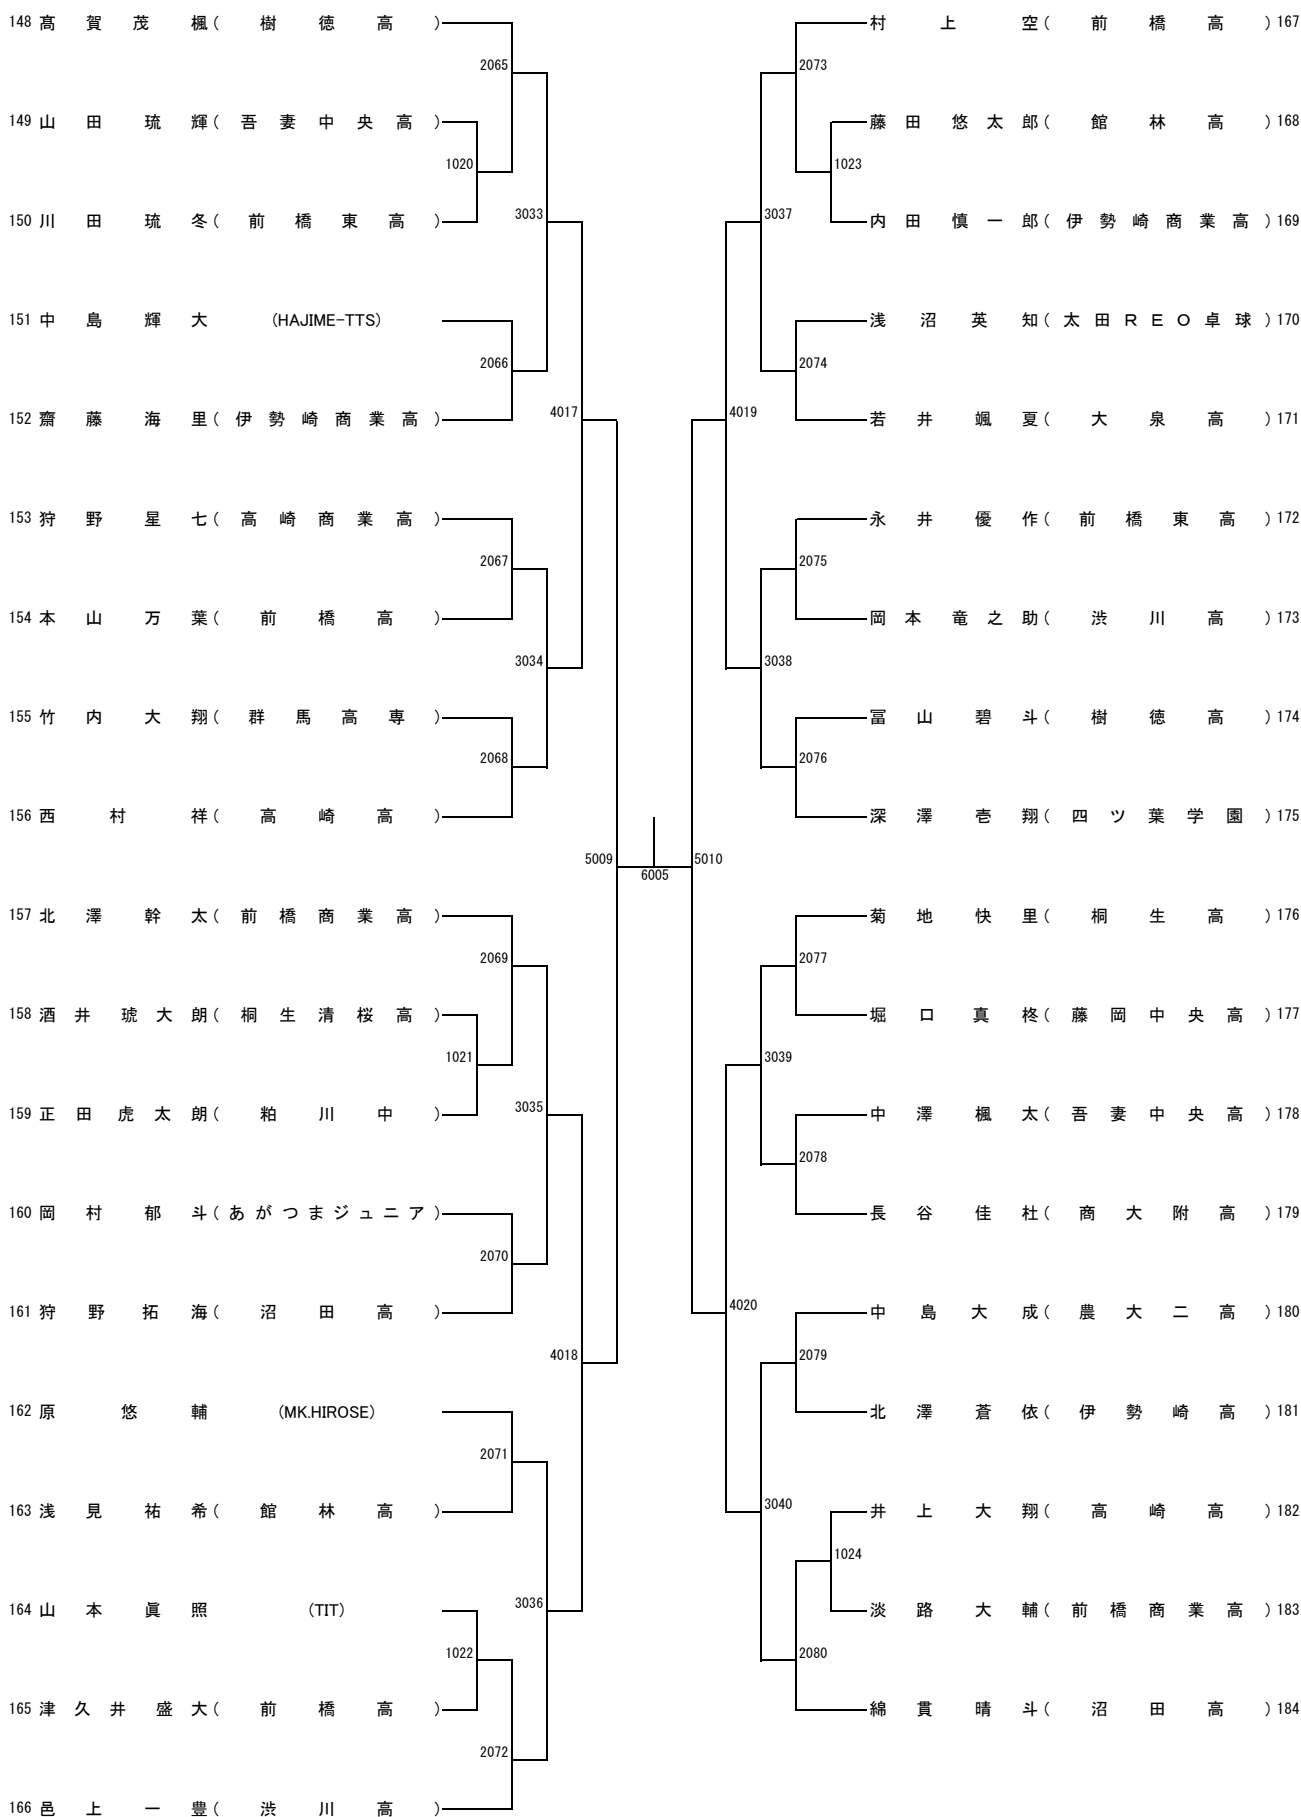 148 髙賀茂楓(樹徳高)
2065
149 山田琉輝(吾妻中央高)
1020
150 川田琉冬(前橋東高)
3033
151 中島輝大 (HAJIME-TTS)
2066
152 齋藤海里(伊勢崎商業高)
4017
153 狩野星七(高崎商業高)
2067
154 本山万葉(前橋高)
3034
155 竹内大翔(群馬高専)
2068
156 西村祥(高崎高)
5009
157 北澤幹太(前橋商業高)
2069
158 酒井琥大朗(桐生清桜高)
1021
159 正田虎太朗(粕川中)
3035
160 岡村郁斗(あがつまジュニア)
2070
161 狩野拓海(沼田高)
4018
162 原悠輔 (MK.HIROSE)
2071
163 浅見祐希(館林高)
3036
164 山本眞照 (TIT)
1022
165 津久井盛大(前橋高)
2072
166 邑上一豊(渋川高)
6005
村上空(前橋高) 167
2073
藤田悠太郎(館林高) 168
1023
内田慎一郎(伊勢崎商業高) 169
3037
浅沼英知(太田REO卓球) 170
2074
若井颯夏(大泉高) 171
4019
永井優作(前橋東高) 172
2075
岡本竜之助(渋川高) 173
3038
冨山碧斗(樹徳高) 174
2076
深澤壱翔(四ツ葉学園) 175
5010
菊地快里(桐生高) 176
2077
堀口真柊(藤岡中央高) 177
3039
中澤楓太(吾妻中央高) 178
2078
長谷佳杜(商大附高) 179
4020
中島大成(農大二高) 180
2079
北澤蒼依(伊勢崎高) 181
3040
井上大翔(高崎高) 182
1024
淡路大輔(前橋商業高) 183
2080
綿貫晴斗(沼田高) 184